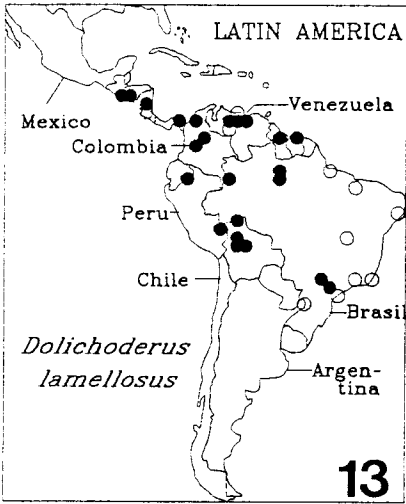 LATIN AMERICA
Venezuela
Mexico
Colombia
Peru
Chile
Brasil
Dolichoderus
lamellosus
Argen-
tina
13